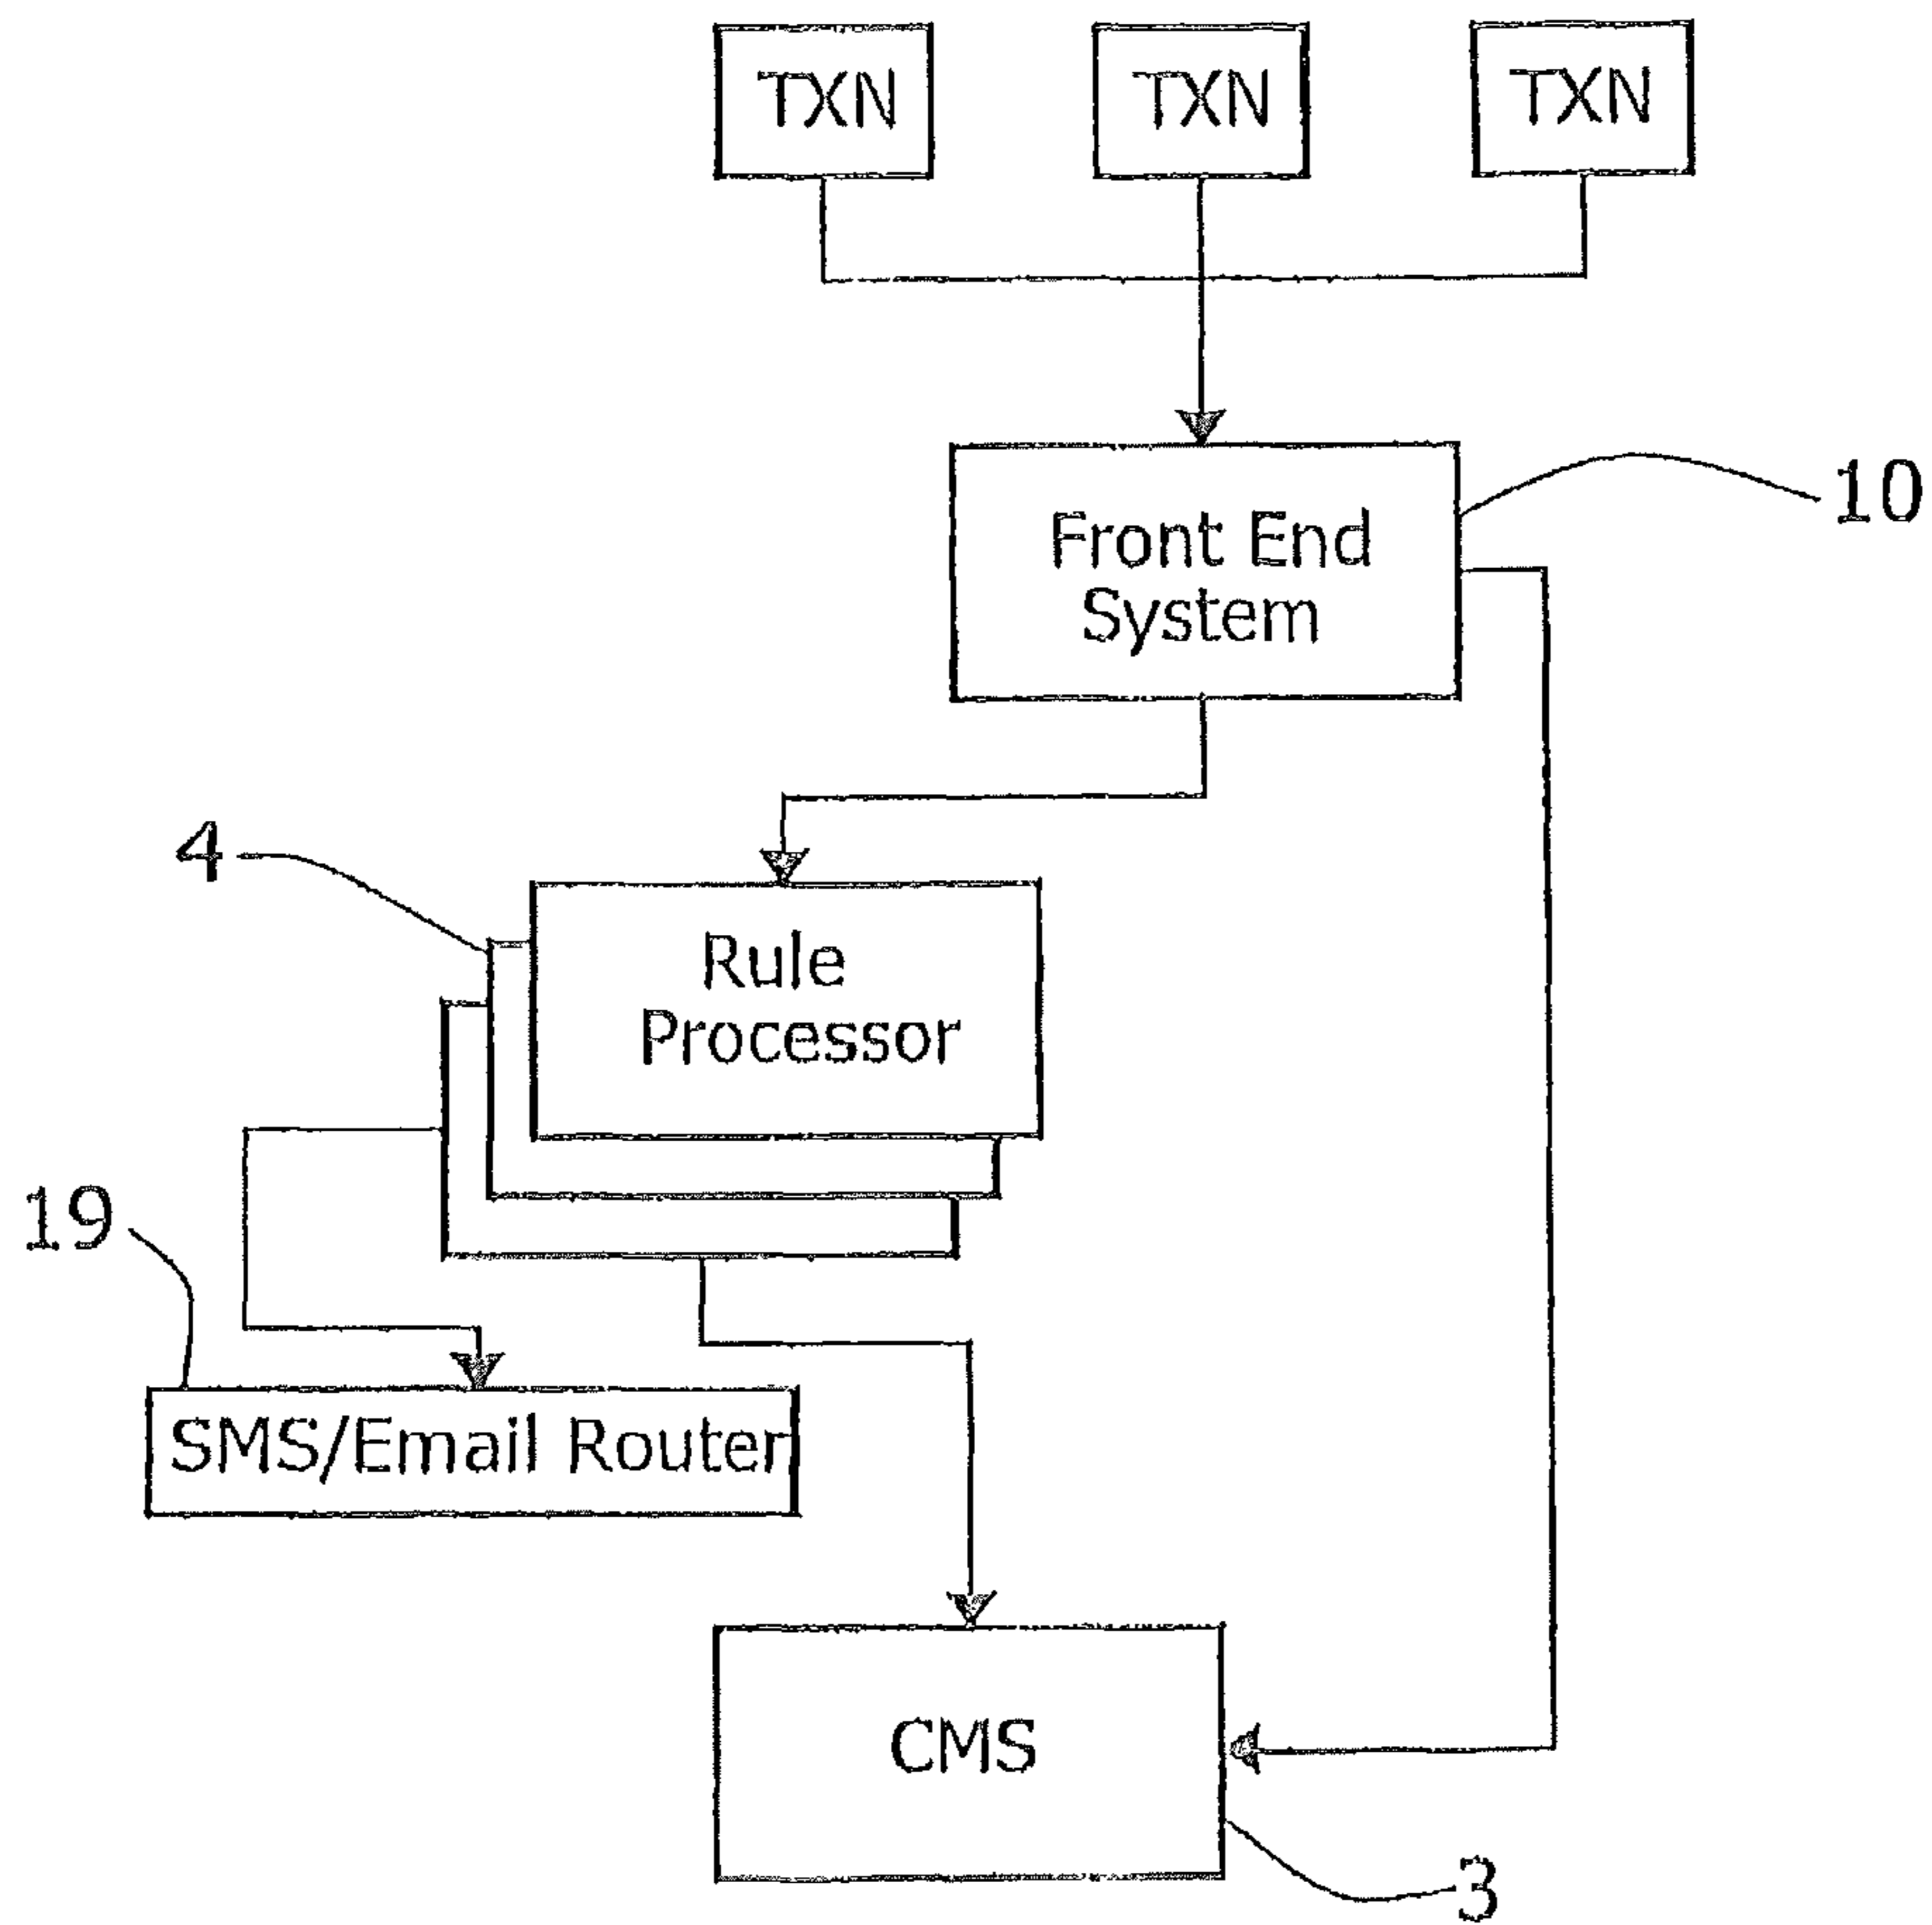 TXN
TXN
TXN
10
Front End
System
4
Rule
Processor
19
SMS/Email Router
CMS
3